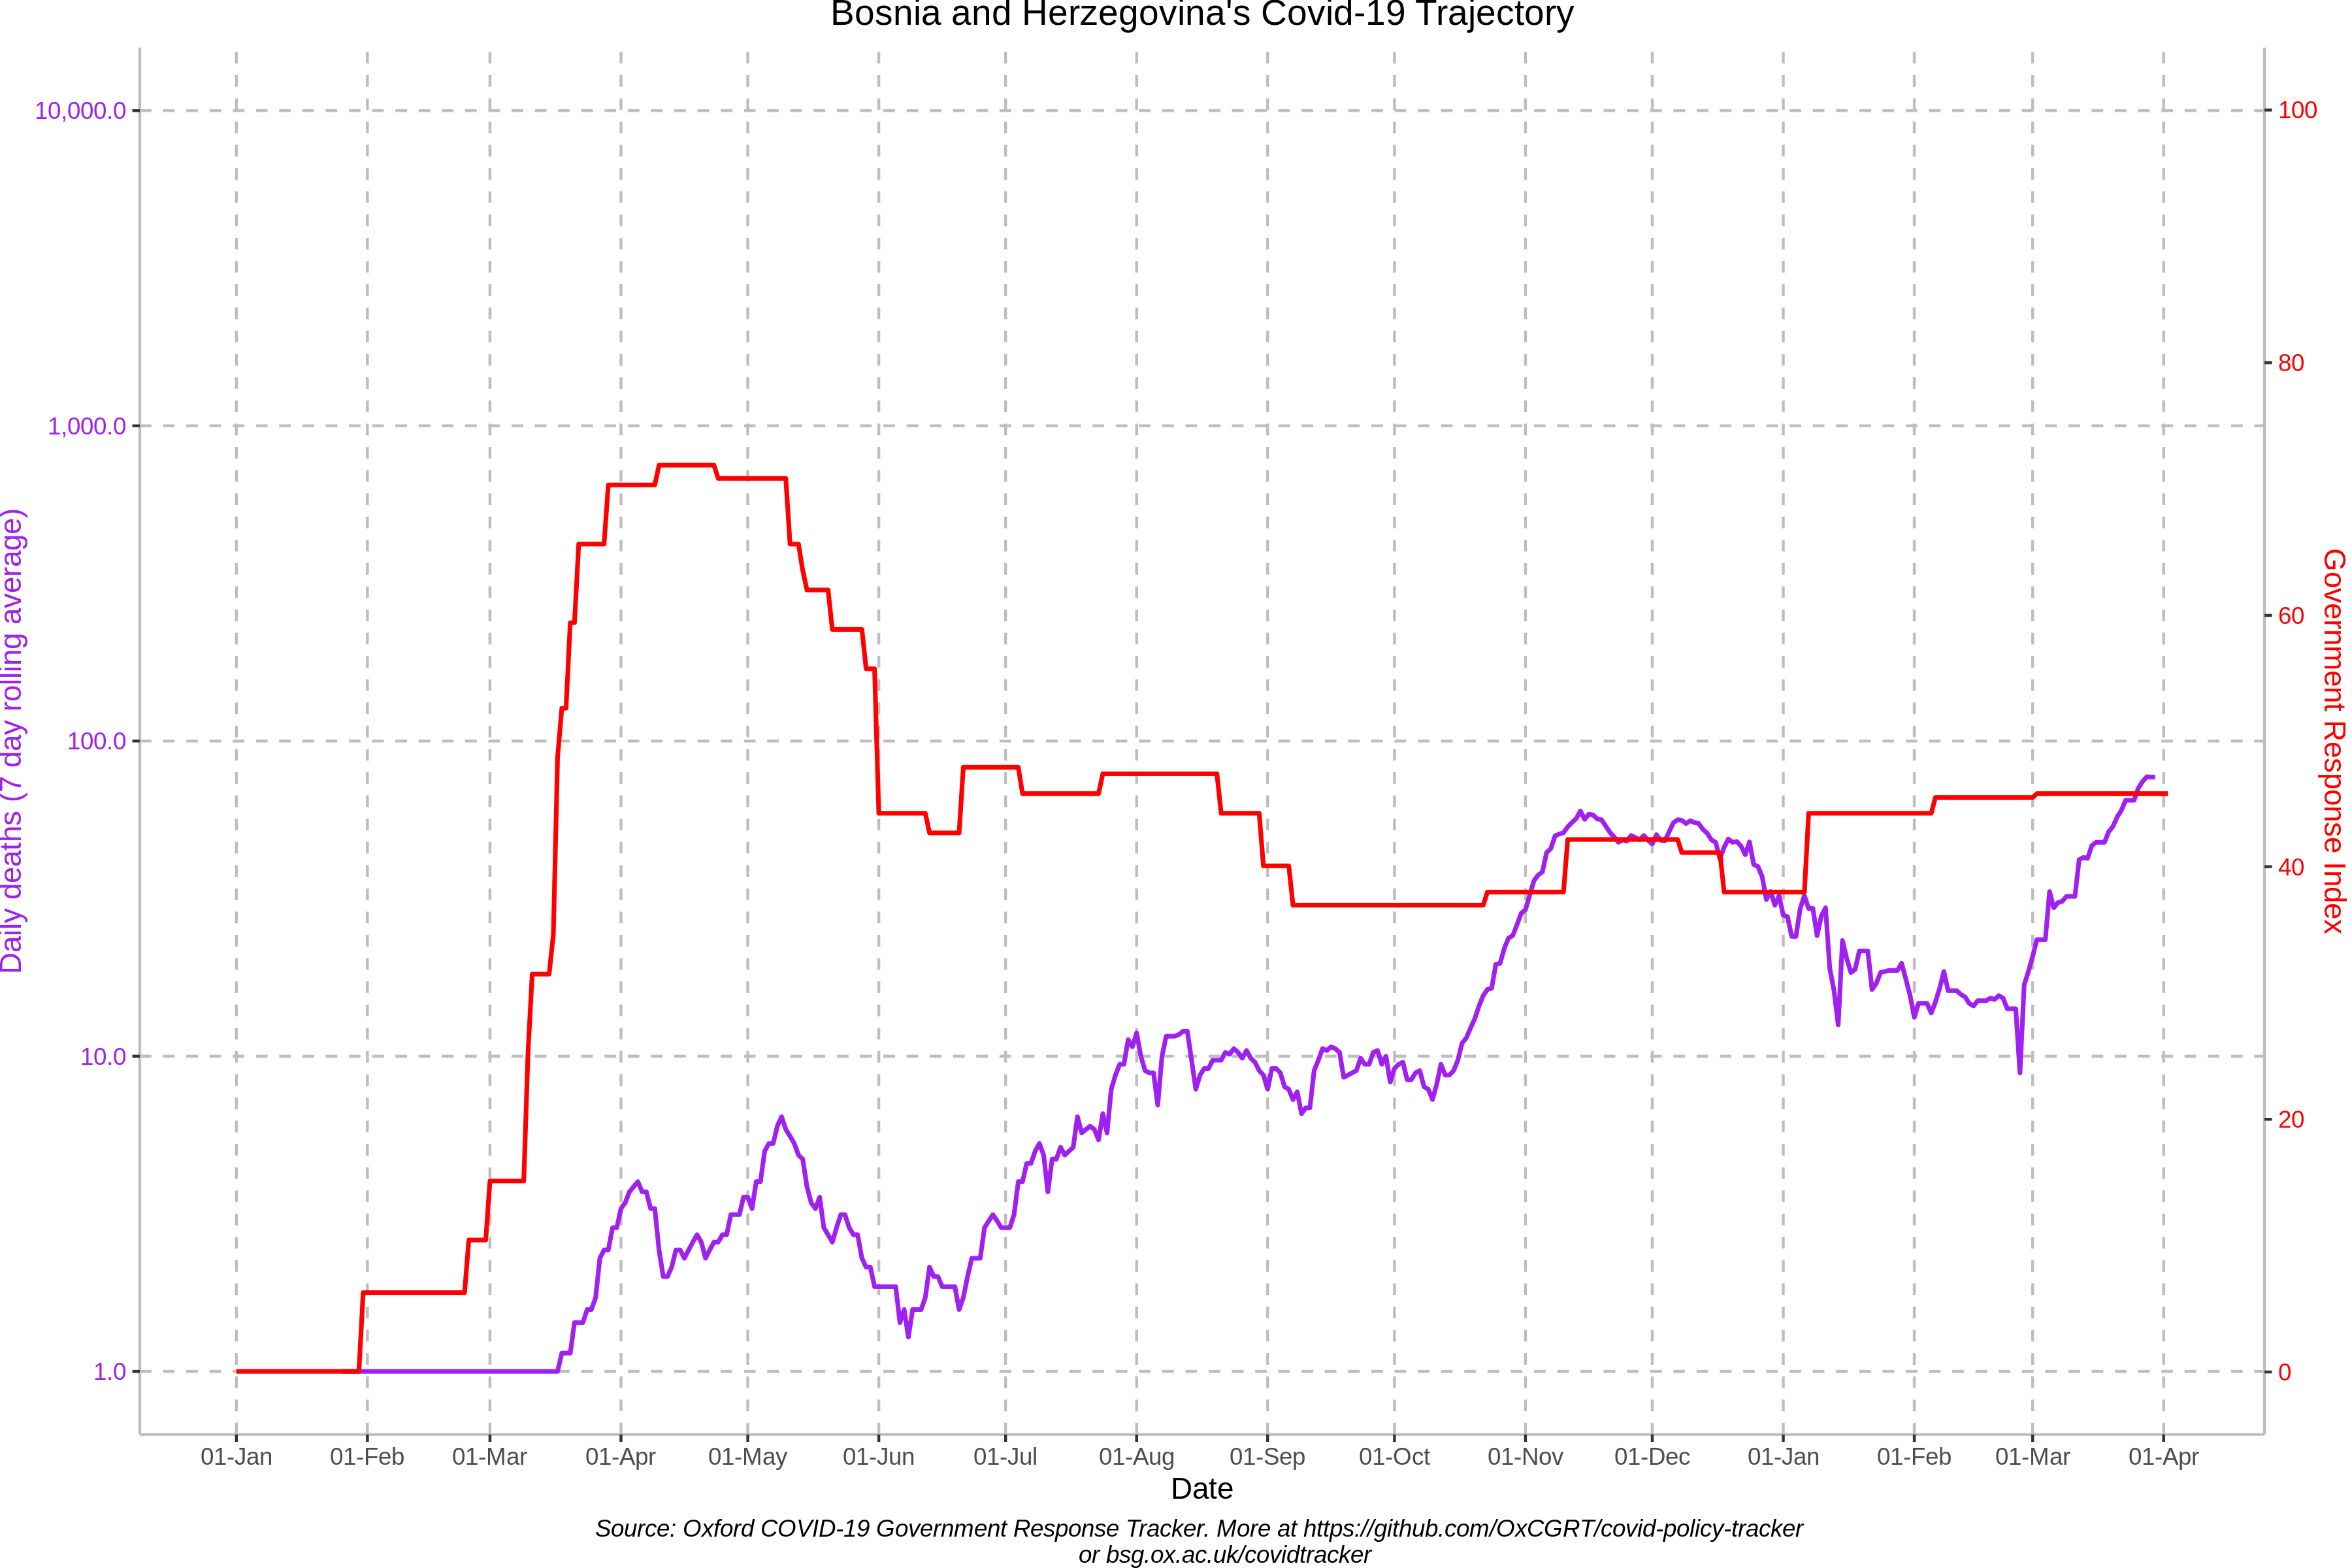 Bosnia and Herzegovina's Covid-19 Trajectory
10,000.0
1,000.0
100.0
10.0
1.0
Daily deaths (7 day rolling average)
100
80
60
40
20
0
Government Response Index
01-Jan 01-Feb 01-Mar 01-Apr 01-May 01-Jun 01-Jul 01-Aug 01-Sep 01-Oct 01-Nov 01-Dec 01-Jan 01-Feb 01-Mar 01-Apr
Date
Source: Oxford COVID-19 Government Response Tracker. More at https://github.com/OxCGRT/covid-policy-tracker
or bsg.ox.ac.uk/covidtracker